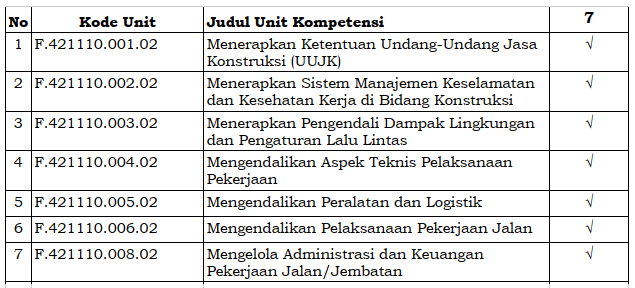 No Kode Unit Judul Unit Kompetensi 7
1 F.421110.001.02 Menerapkan Ketentuan Undang-Undang Jasa √
Konstruksi (UUJK)
2 F.421110.002.02 Menerapkan Sistem Manajemen Keselamatan √
dan Kesehatan Kerja di Bidang Konstruksi
3 F.421110.003.02 Menerapkan Pengendali Dampak Lingkungan √
dan Pengaturan Lalu Lintas
4 F.421110.004.02 Mengendalikan Aspek Teknis Pelaksanaan √
Pekerjaan
5 F.421110.005.02 Mengendalikan Peralatan dan Logistik √
6 F.421110.006.02 Mengendalikan Pelaksanaan Pekerjaan Jalan √
7 F.421110.008.02 Mengelola Administrasi dan Keuangan √
Pekerjaan Jalan/Jembatan